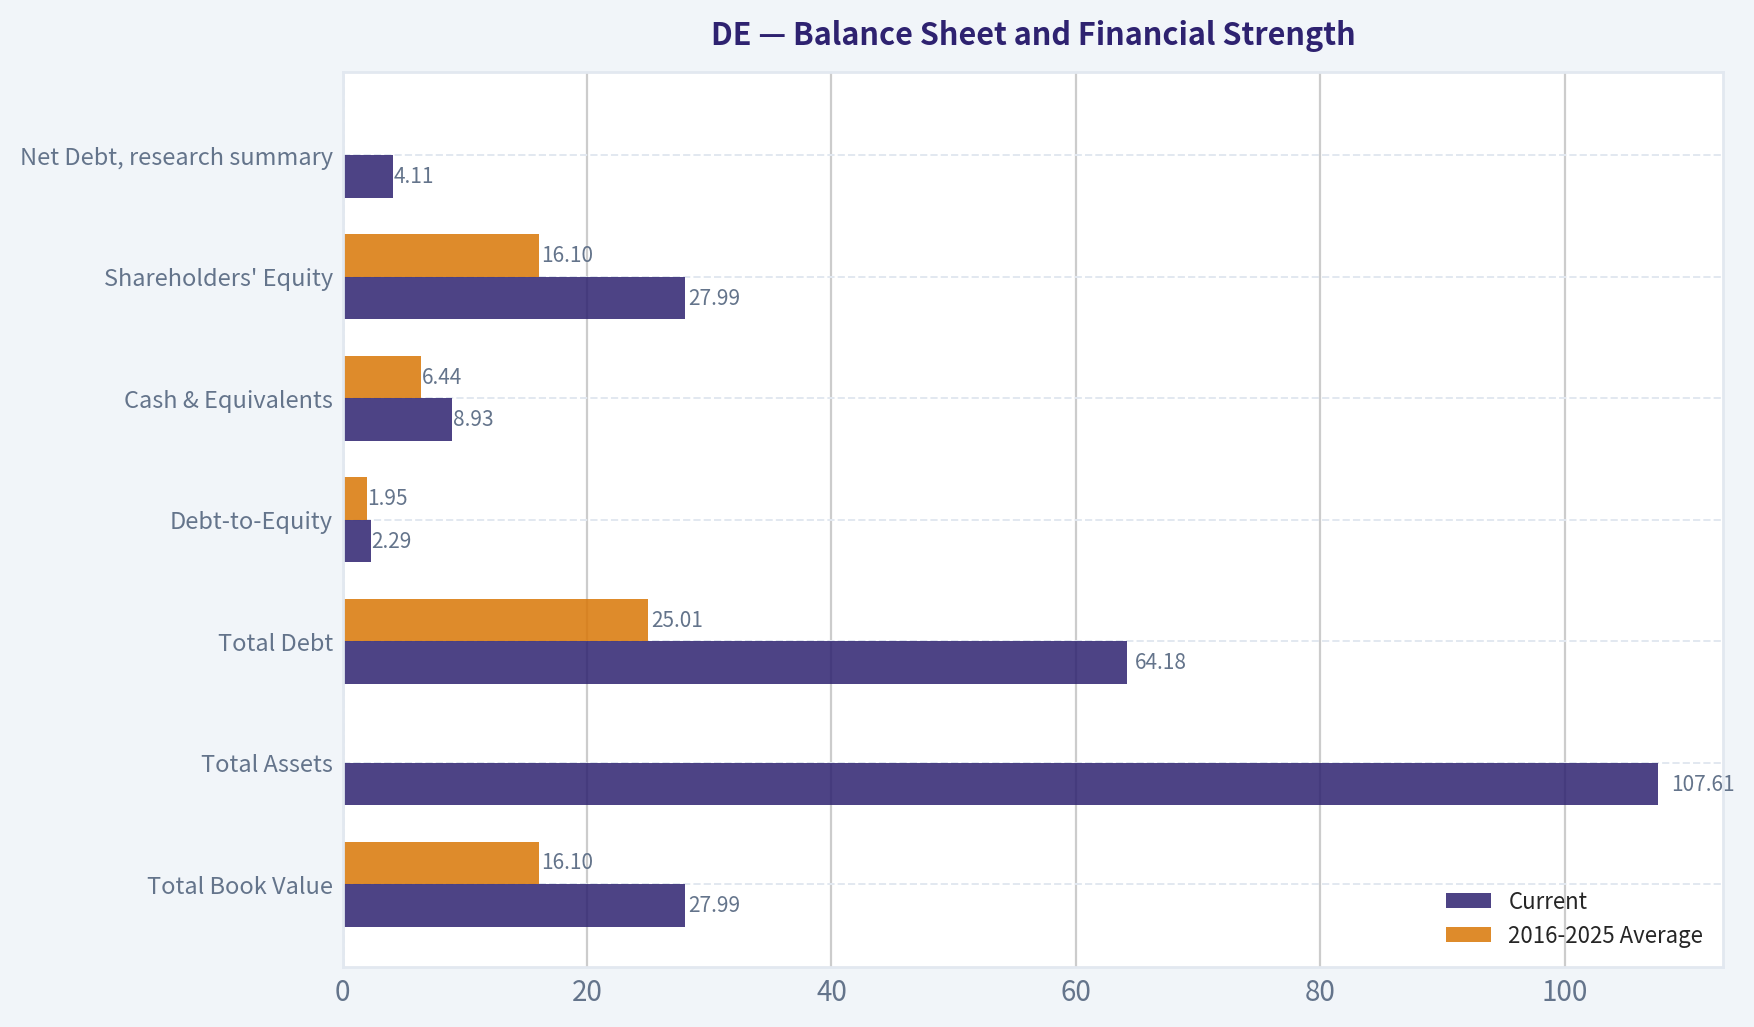 DE — Balance Sheet and Financial Strength
Net Debt, research summary
4.11
Shareholders' Equity
16.10
27.99
Cash & Equivalents
6.44
8.93
Debt-to-Equity
1.95
2.29
Total Debt
25.01
64.18
Total Assets
107.61
Total Book Value
16.10
27.99
Current
2016-2025 Average
0
20
40
60
80
100